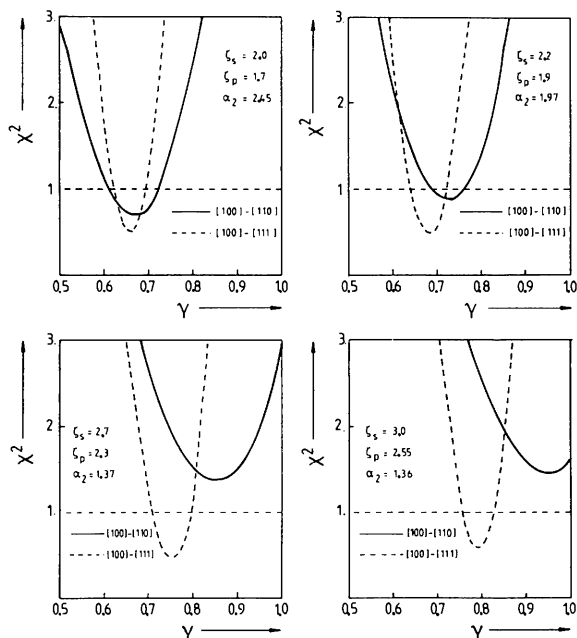 3.
ζs = 2.0
ζp = 1.7
α2 = 2.45
2
χ2
1
[100]-[110]
[100]-[111]
0.5 0.6 0.7 0.8 0.9 1.0
γ
3.
ζs = 2.2
ζp = 1.9
α2 = 1.97
2
χ2
1
[100]-[110]
[100]-[111]
0.5 0.6 0.7 0.8 0.9 1.0
γ
3.
2
χ2
ζs = 2.7
ζp = 2.3
α2 = 1.37
1.
[100]-[110]
[100]-[111]
0.5 0.6 0.7 0.8 0.9 1.0
γ
3.
2
χ2
ζs = 3.0
ζp = 2.55
α2 = 1.36
1.
[100]-[110]
[100]-[111]
0.5 0.6 0.7 0.8 0.9 1.0
γ